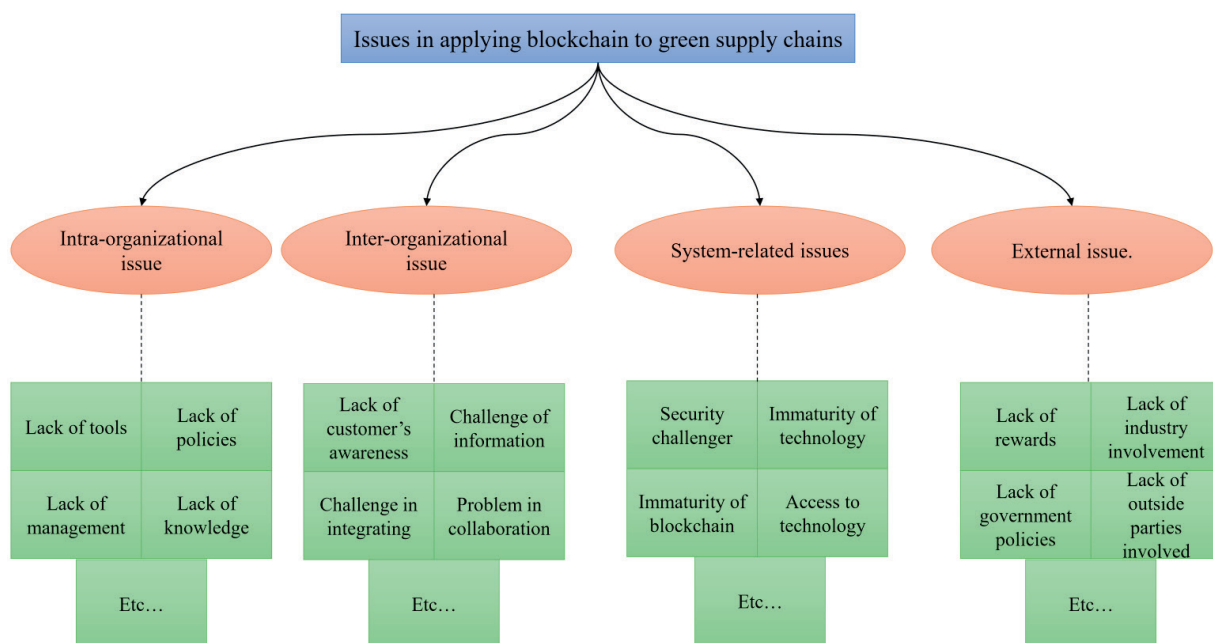 Issues in applying blockchain to green supply chains
Intra-organizational
issue
Inter-organizational
issue
System-related issues
External issue.
Lack of tools
Lack of
policies
Lack of
management
Lack of
knowledge
Etc…
Lack of
customer’s
awareness
Challenge of
information
Challenge in
integrating
Problem in
collaboration
Etc…
Security
challenger
Immaturity of
technology
Immaturity of
blockchain
Access to
technology
Etc…
Lack of
rewards
Lack of
industry
involvement
Lack of
government
policies
Lack of
outside
parties
involved
Etc…